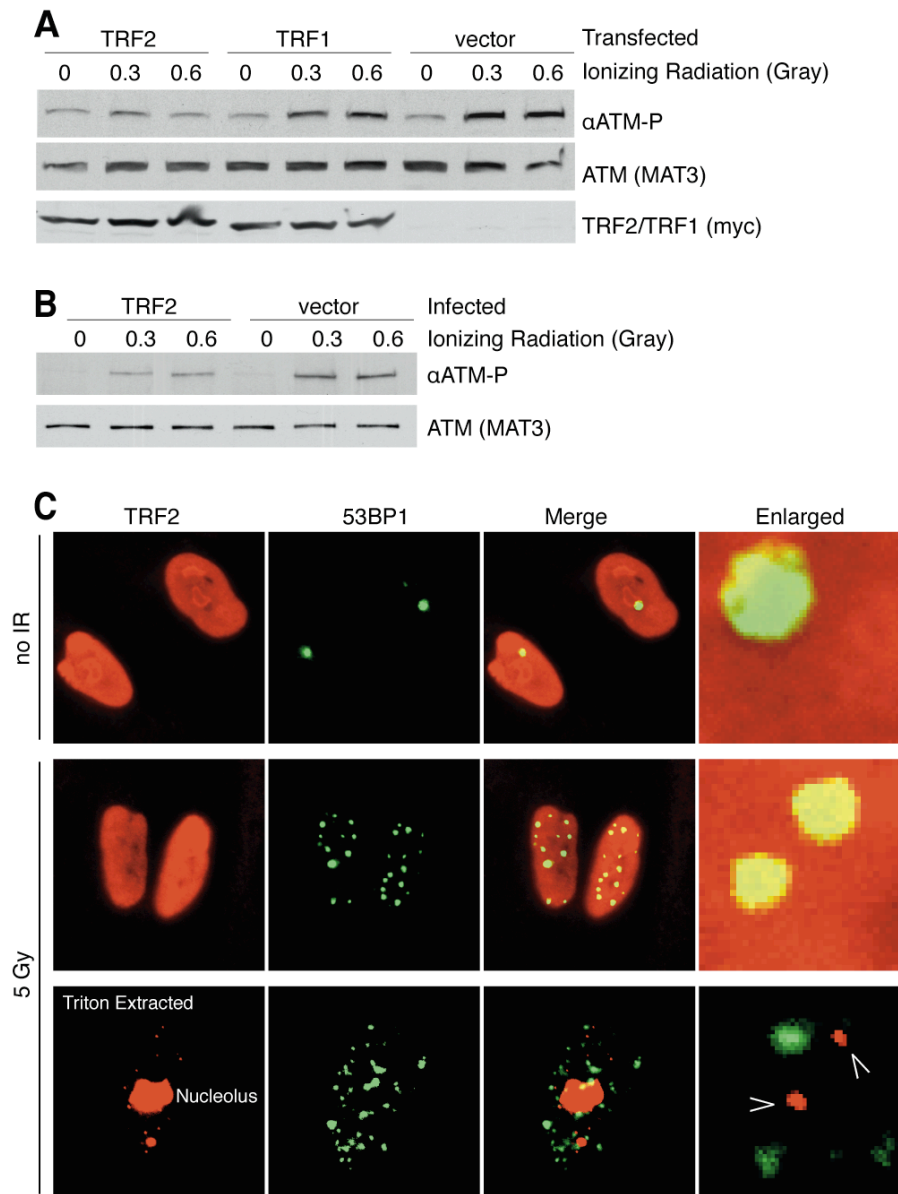 A
TRF2 TRF1 vector Transfected
0 0.3 0.6 0 0.3 0.6 0 0.3 0.6 Ionizing Radiation (Gray)
αATM-P
ATM (MAT3)
TRF2/TRF1 (myc)
B
TRF2 vector Infected
0 0.3 0.6 0 0.3 0.6 Ionizing Radiation (Gray)
αATM-P
ATM (MAT3)
C
TRF2 53BP1 Merge Enlarged
no IR
5 Gy
Triton Extracted
Nucleolus